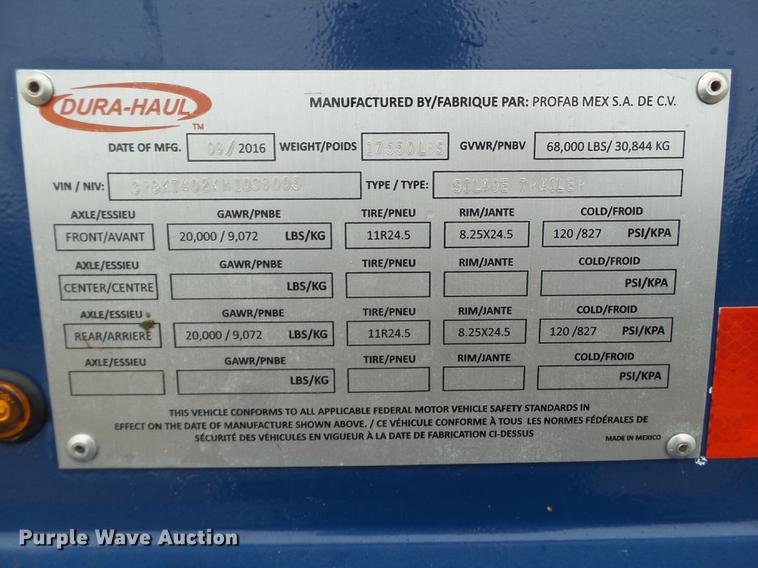 DURA-HAUL
TM
MANUFACTURED BY/FABRIQUE PAR: PROFAB MEX S.A. DE C.V.
DATE OF MFG. 09/2016 WEIGHT/POIDS 17550LBS GVWR/PNBV 68,000 LBS/ 30,844 KG
VIN / NIV: TYPE / TYPE: SILAGE TRAILER
AXLE/ESSIEU GAWR/PNBE TIRE/PNEU RIM/JANTE COLD/FROID
FRONT/AVANT 20,000 / 9,072 LBS/KG 11R24.5 8.25X24.5 120 /827 PSI/KPA
AXLE/ESSIEU GAWR/PNBE TIRE/PNEU RIM/JANTE COLD/FROID
CENTER/CENTRE LBS/KG PSI/KPA
AXLE/ESSIEU GAWR/PNBE TIRE/PNEU RIM/JANTE COLD/FROID
REAR/ARRIERE 20,000 / 9,072 LBS/KG 11R24.5 8.25X24.5 120 /827 PSI/KPA
AXLE/ESSIEU GAWR/PNBE TIRE/PNEU RIM/JANTE COLD/FROID
LBS/KG PSI/KPA
THIS VEHICLE CONFORMS TO ALL APPLICABLE FEDERAL MOTOR VEHICLE SAFETY STANDARDS IN
EFFECT ON THE DATE OF MANUFACTURE SHOWN ABOVE. / CE VÉHICULE CONFORME À TOUS LES NORMES FÉDÉRALES DE
SÉCURITÉ DES VÉHICULES EN VIGUEUR À LA DATE DE FABRICATION CI-DESSUS
MADE IN MEXICO
Purple Wave Auction